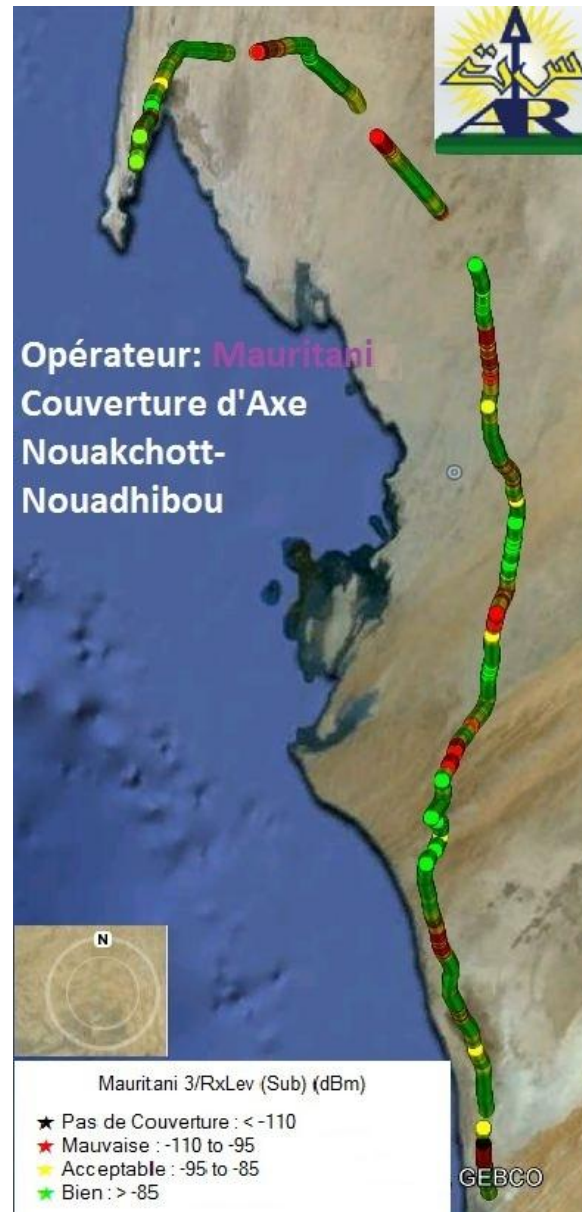 AR
Opérateur: Mauritani
Couverture d'Axe
Nouakchott-
Nouadhibou
N
Mauritani 3/RxLev (Sub) (dBm)
Pas de Couverture : < -110
Mauvaise : -110 to -95
Acceptable : -95 to -85
Bien : > -85
GEBCO